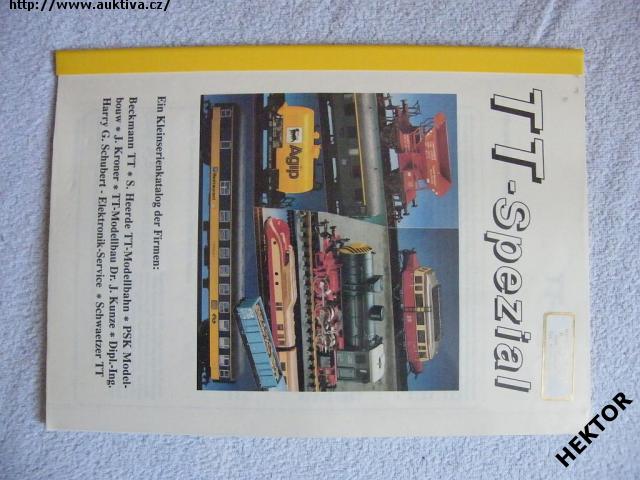 http://www.auktiva.cz/
TT-Spezial
Agip
Ein Kleinserienkatalog der Firmen:
Beckmann TT * S. Heerde TT-Modellbahn * PSK Model-
bouw * J. Kroner * TT-Modellbau Dr. J. Kunze * Dipl.-Ing.
Harry G. Schubert - Elektronik-Service * Schwaetzer TT
HEKTOR